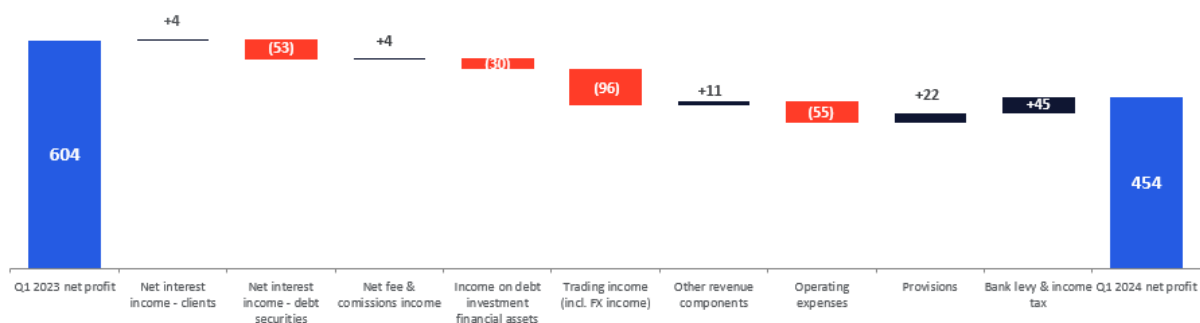 +4
(53)
+4
(30)
(96)
+11
(55)
+22
+45
604
454
Q1 2023 net profit
Net interest
income - clients
Net interest
income - debt
securities
Net fee &
comissions income
Income on debt
investment
financial assets
Trading income
(incl. FX income)
Other revenue
components
Operating
expenses
Provisions
Bank levy & income
tax
Q1 2024 net profit